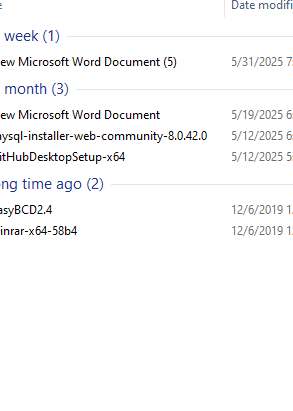 Date modifi
week (1)
ew Microsoft Word Document (5) 5/31/2025 7
month (3)
ew Microsoft Word Document 5/19/2025 6
ysql-installer-web-community-8.0.42.0 5/12/2025 6
itHubDesktopSetup-x64 5/12/2025 5
ng time ago (2)
asyBCD2.4 12/6/2019 1
inrar-x64-58b4 12/6/2019 1